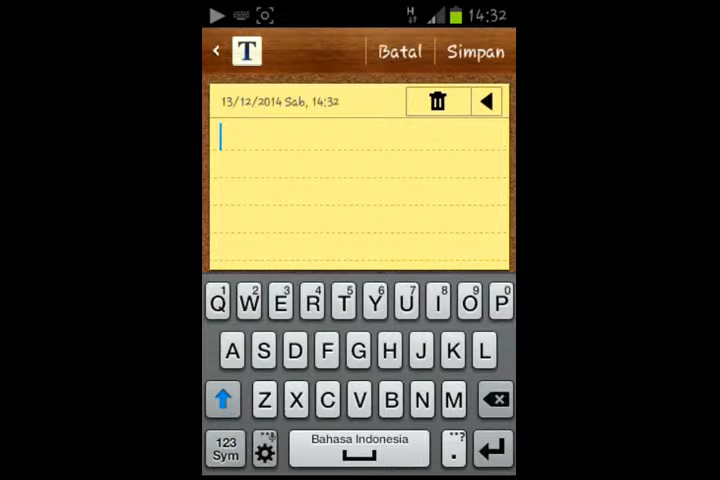 H 14:32
T Batal Simpan
13/12/2014 Sab, 14:32
1 2 3 4 5 6 7 8 9 0
Q W E R T Y U I O P
A S D F G H J K L
Z X C V B N M
123 Sym Bahasa Indonesia . ?